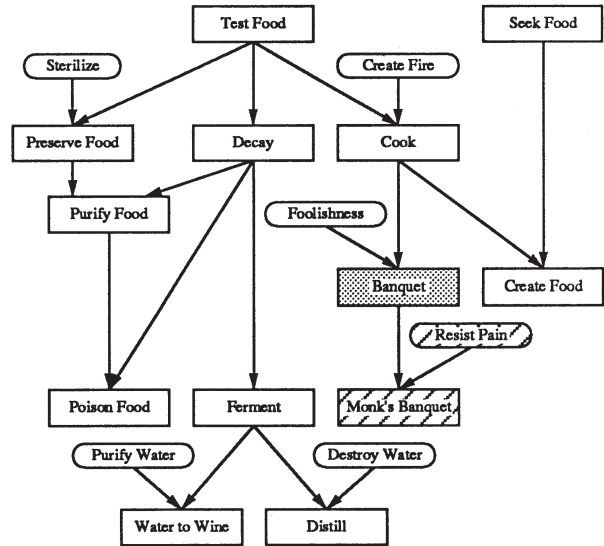 Test Food
Seek Food
Sterilize
Create Fire
Preserve Food
Decay
Cook
Purify Food
Foolishness
Banquet
Create Food
Resist Pain
Poison Food
Ferment
Monk's Banquet
Purify Water
Destroy Water
Water to Wine
Distill